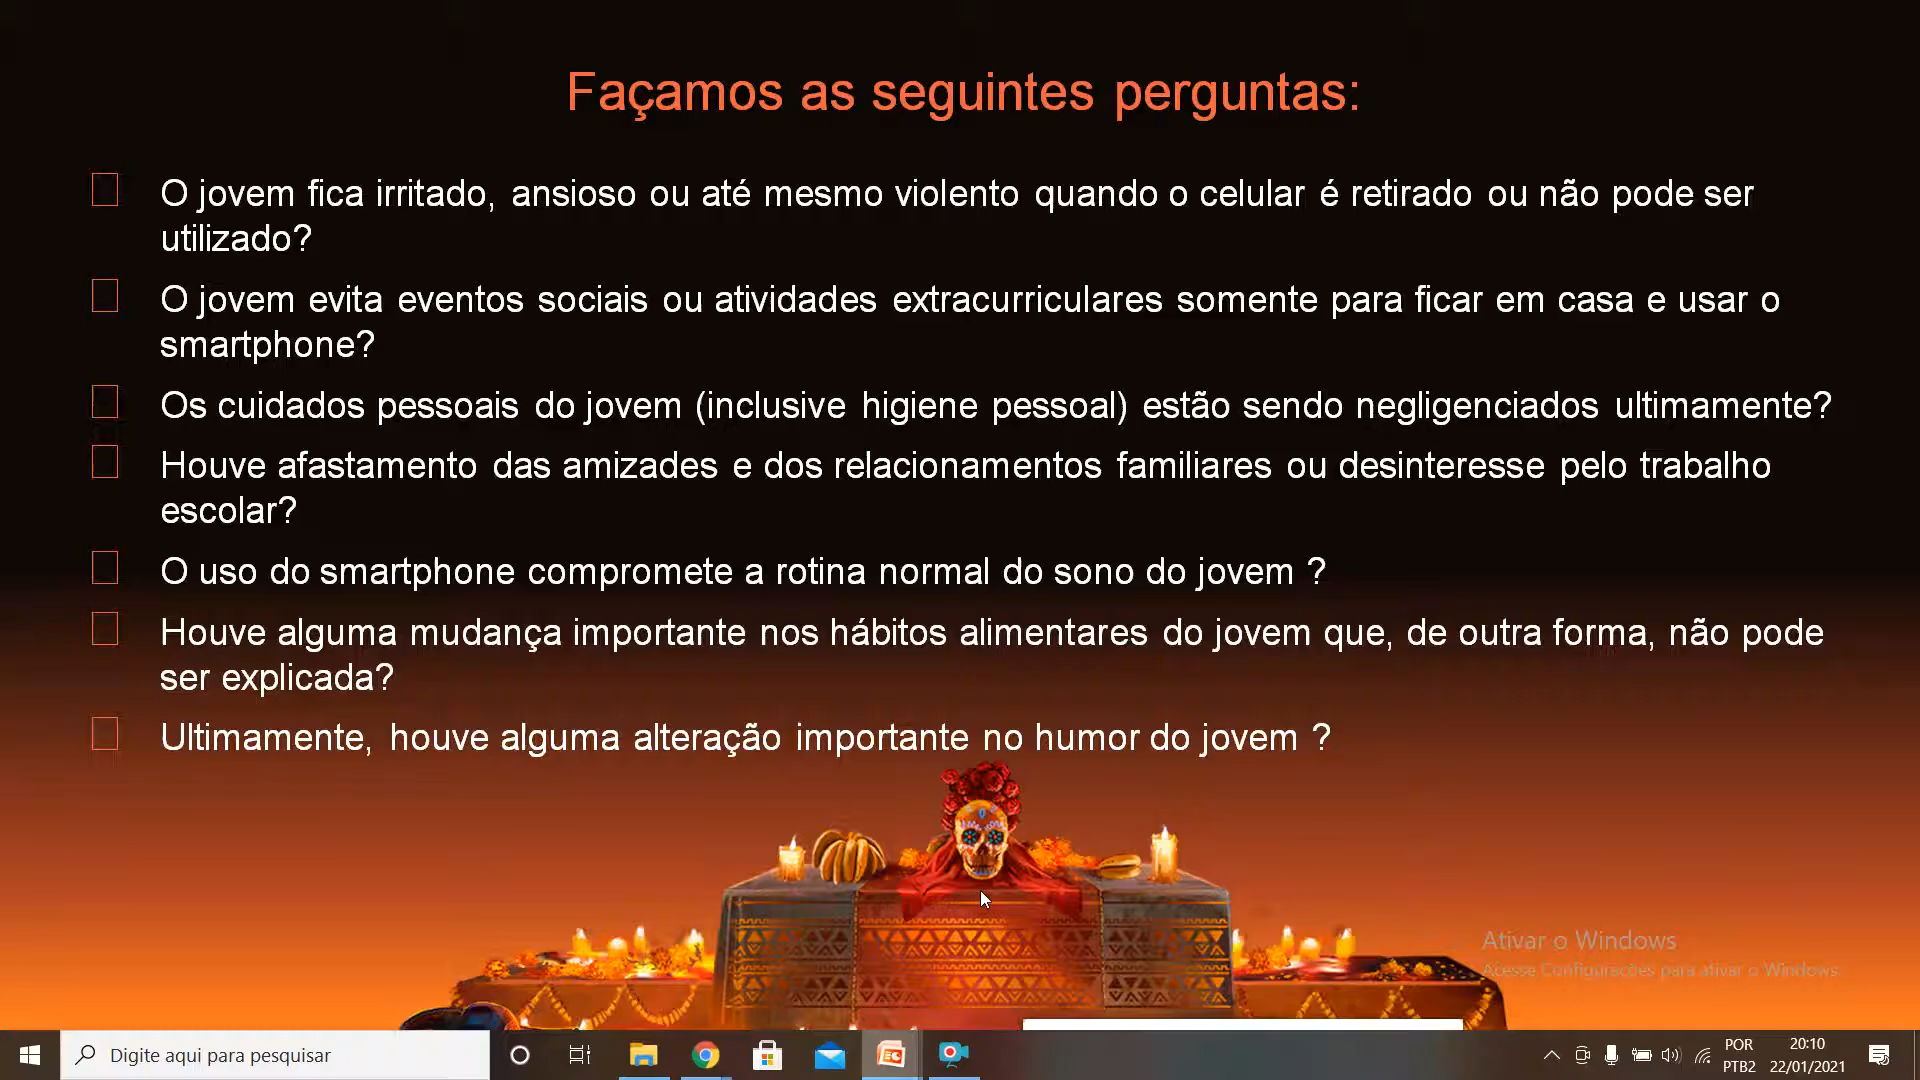 Façamos as seguintes perguntas:
O jovem fica irritado, ansioso ou até mesmo violento quando o celular é retirado ou não pode ser
utilizado?
O jovem evita eventos sociais ou atividades extracurriculares somente para ficar em casa e usar o
smartphone?
Os cuidados pessoais do jovem (inclusive higiene pessoal) estão sendo negligenciados ultimamente?
Houve afastamento das amizades e dos relacionamentos familiares ou desinteresse pelo trabalho
escolar?
O uso do smartphone compromete a rotina normal do sono do jovem ?
Houve alguma mudança importante nos hábitos alimentares do jovem que, de outra forma, não pode
ser explicada?
Ultimamente, houve alguma alteração importante no humor do jovem ?
Ativar o Windows
Acesse Configurações para ativar o Windows.
Digite aqui para pesquisar
POR
PTB2
20:10
22/01/2021